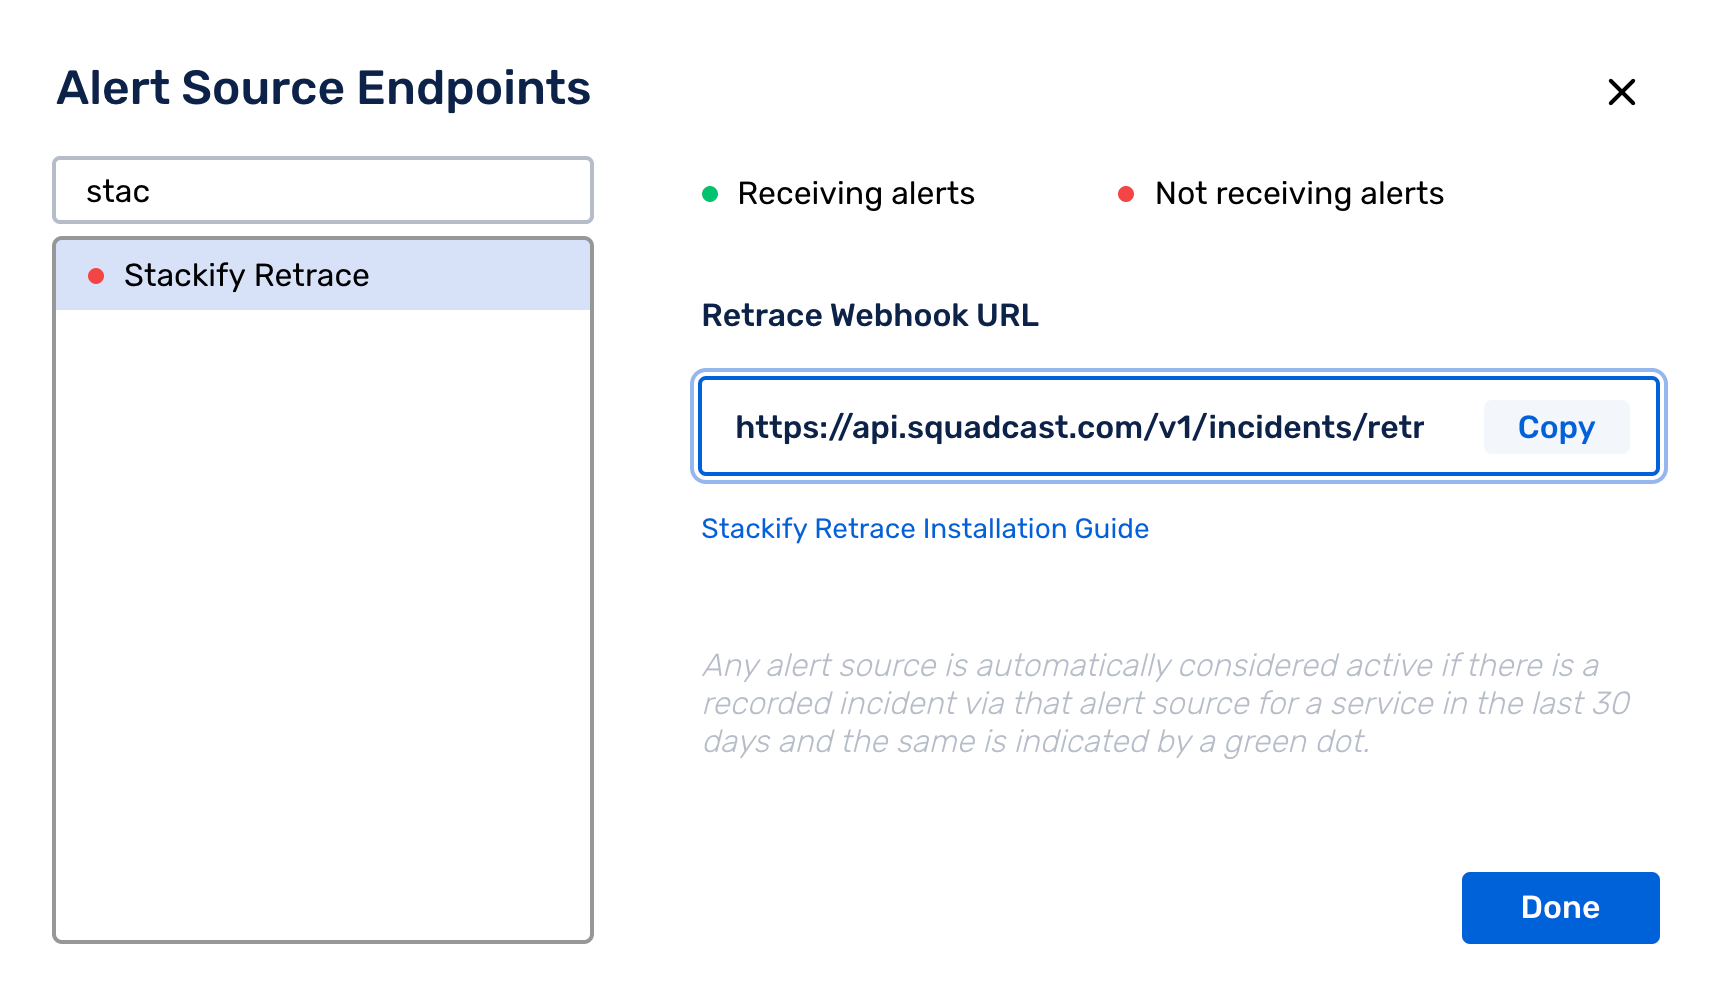 Alert Source Endpoints
stac
Stackify Retrace
Receiving alerts
Not receiving alerts
Retrace Webhook URL
https://api.squadcast.com/v1/incidents/retr
Copy
Stackify Retrace Installation Guide
Any alert source is automatically considered active if there is a
recorded incident via that alert source for a service in the last 30
days and the same is indicated by a green dot.
Done